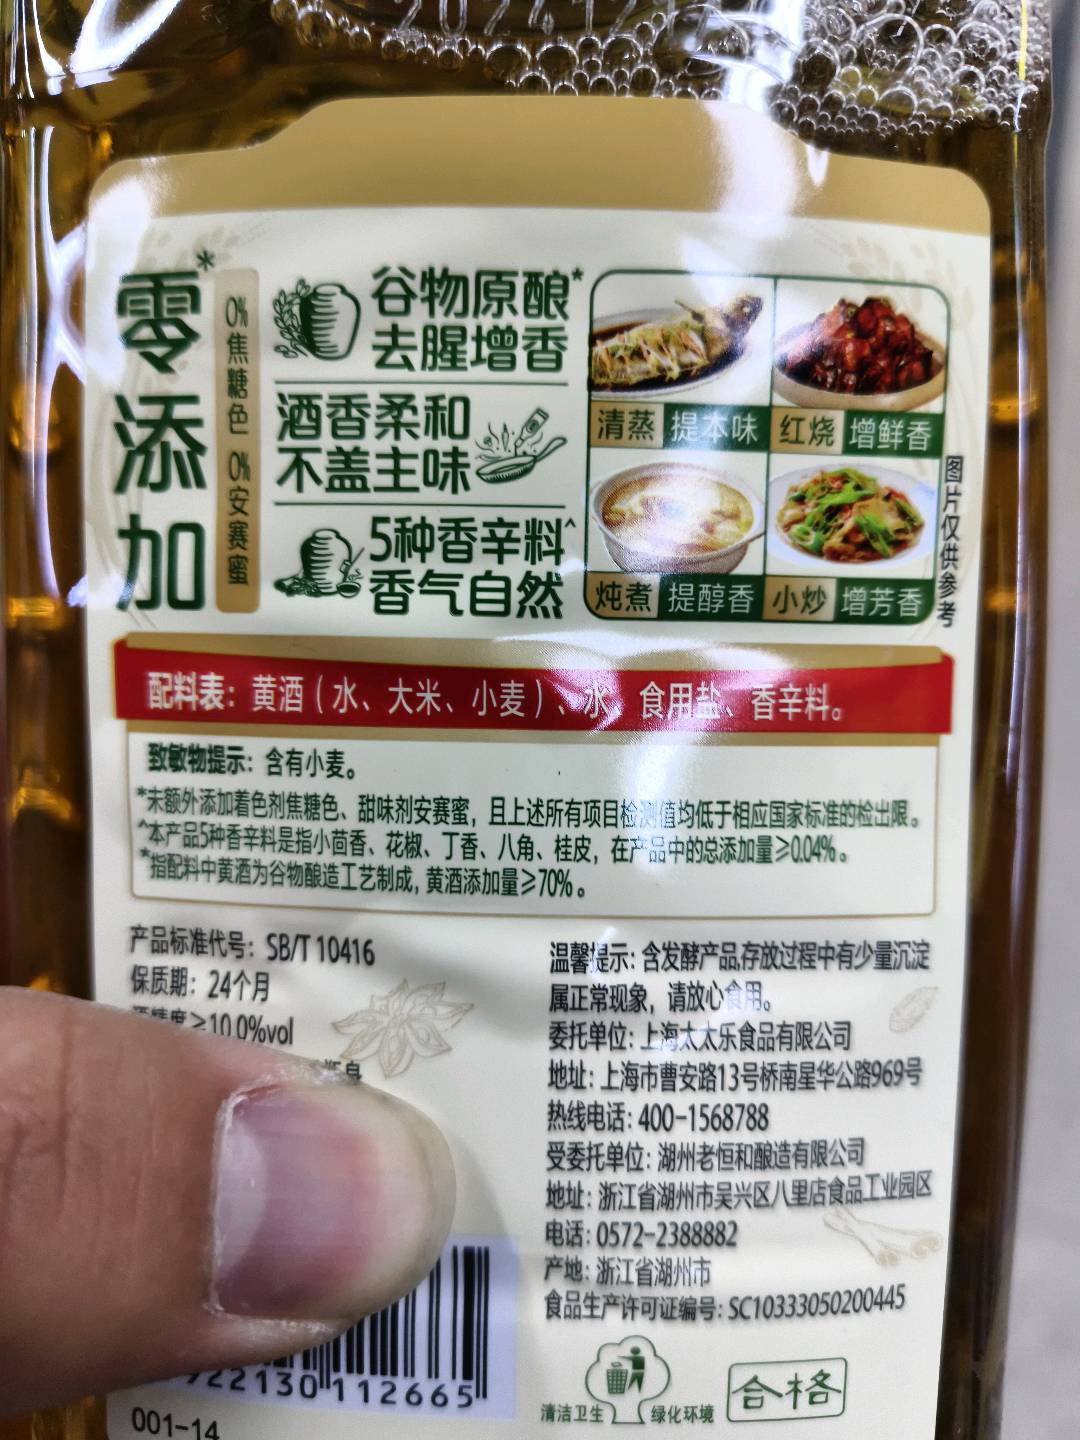 零添加*
0%焦糖色 0%安赛蜜
谷物原酿*
去腥增香
酒香柔和
不盖主味
5种香辛料^
香气自然
清蒸 提本味
红烧 增鲜香
炖煮 提醇香
小炒 增芳香
图片仅供参考
配料表：黄酒（水、大米、小麦）、水、食用盐、香辛料。
致敏物提示：含有小麦。
*未额外添加着色剂焦糖色、甜味剂安赛蜜，且上述所有项目检测值均低于相应国家标准的检出限。
^本产品5种香辛料是指小茴香、花椒、丁香、八角、桂皮，在产品中的总添加量≥0.04%。
*指配料中黄酒为谷物酿造工艺制成，黄酒添加量≥70%。
产品标准代号：SB/T 10416
保质期：24个月
酒精度≥10.0%vol
瓶身
温馨提示：含发酵产品,存放过程中有少量沉淀
属正常现象，请放心食用。
委托单位：上海太太乐食品有限公司
地址：上海市曹安路13号桥南星华公路969号
热线电话：400-1568788
受委托单位：湖州老恒和酿造有限公司
地址：浙江省湖州市吴兴区八里店食品工业园区
电话：0572-2388882
产地：浙江省湖州市
食品生产许可证编号：SC10333050200445
922130112665
001-14
清洁卫生 绿化环境
合格